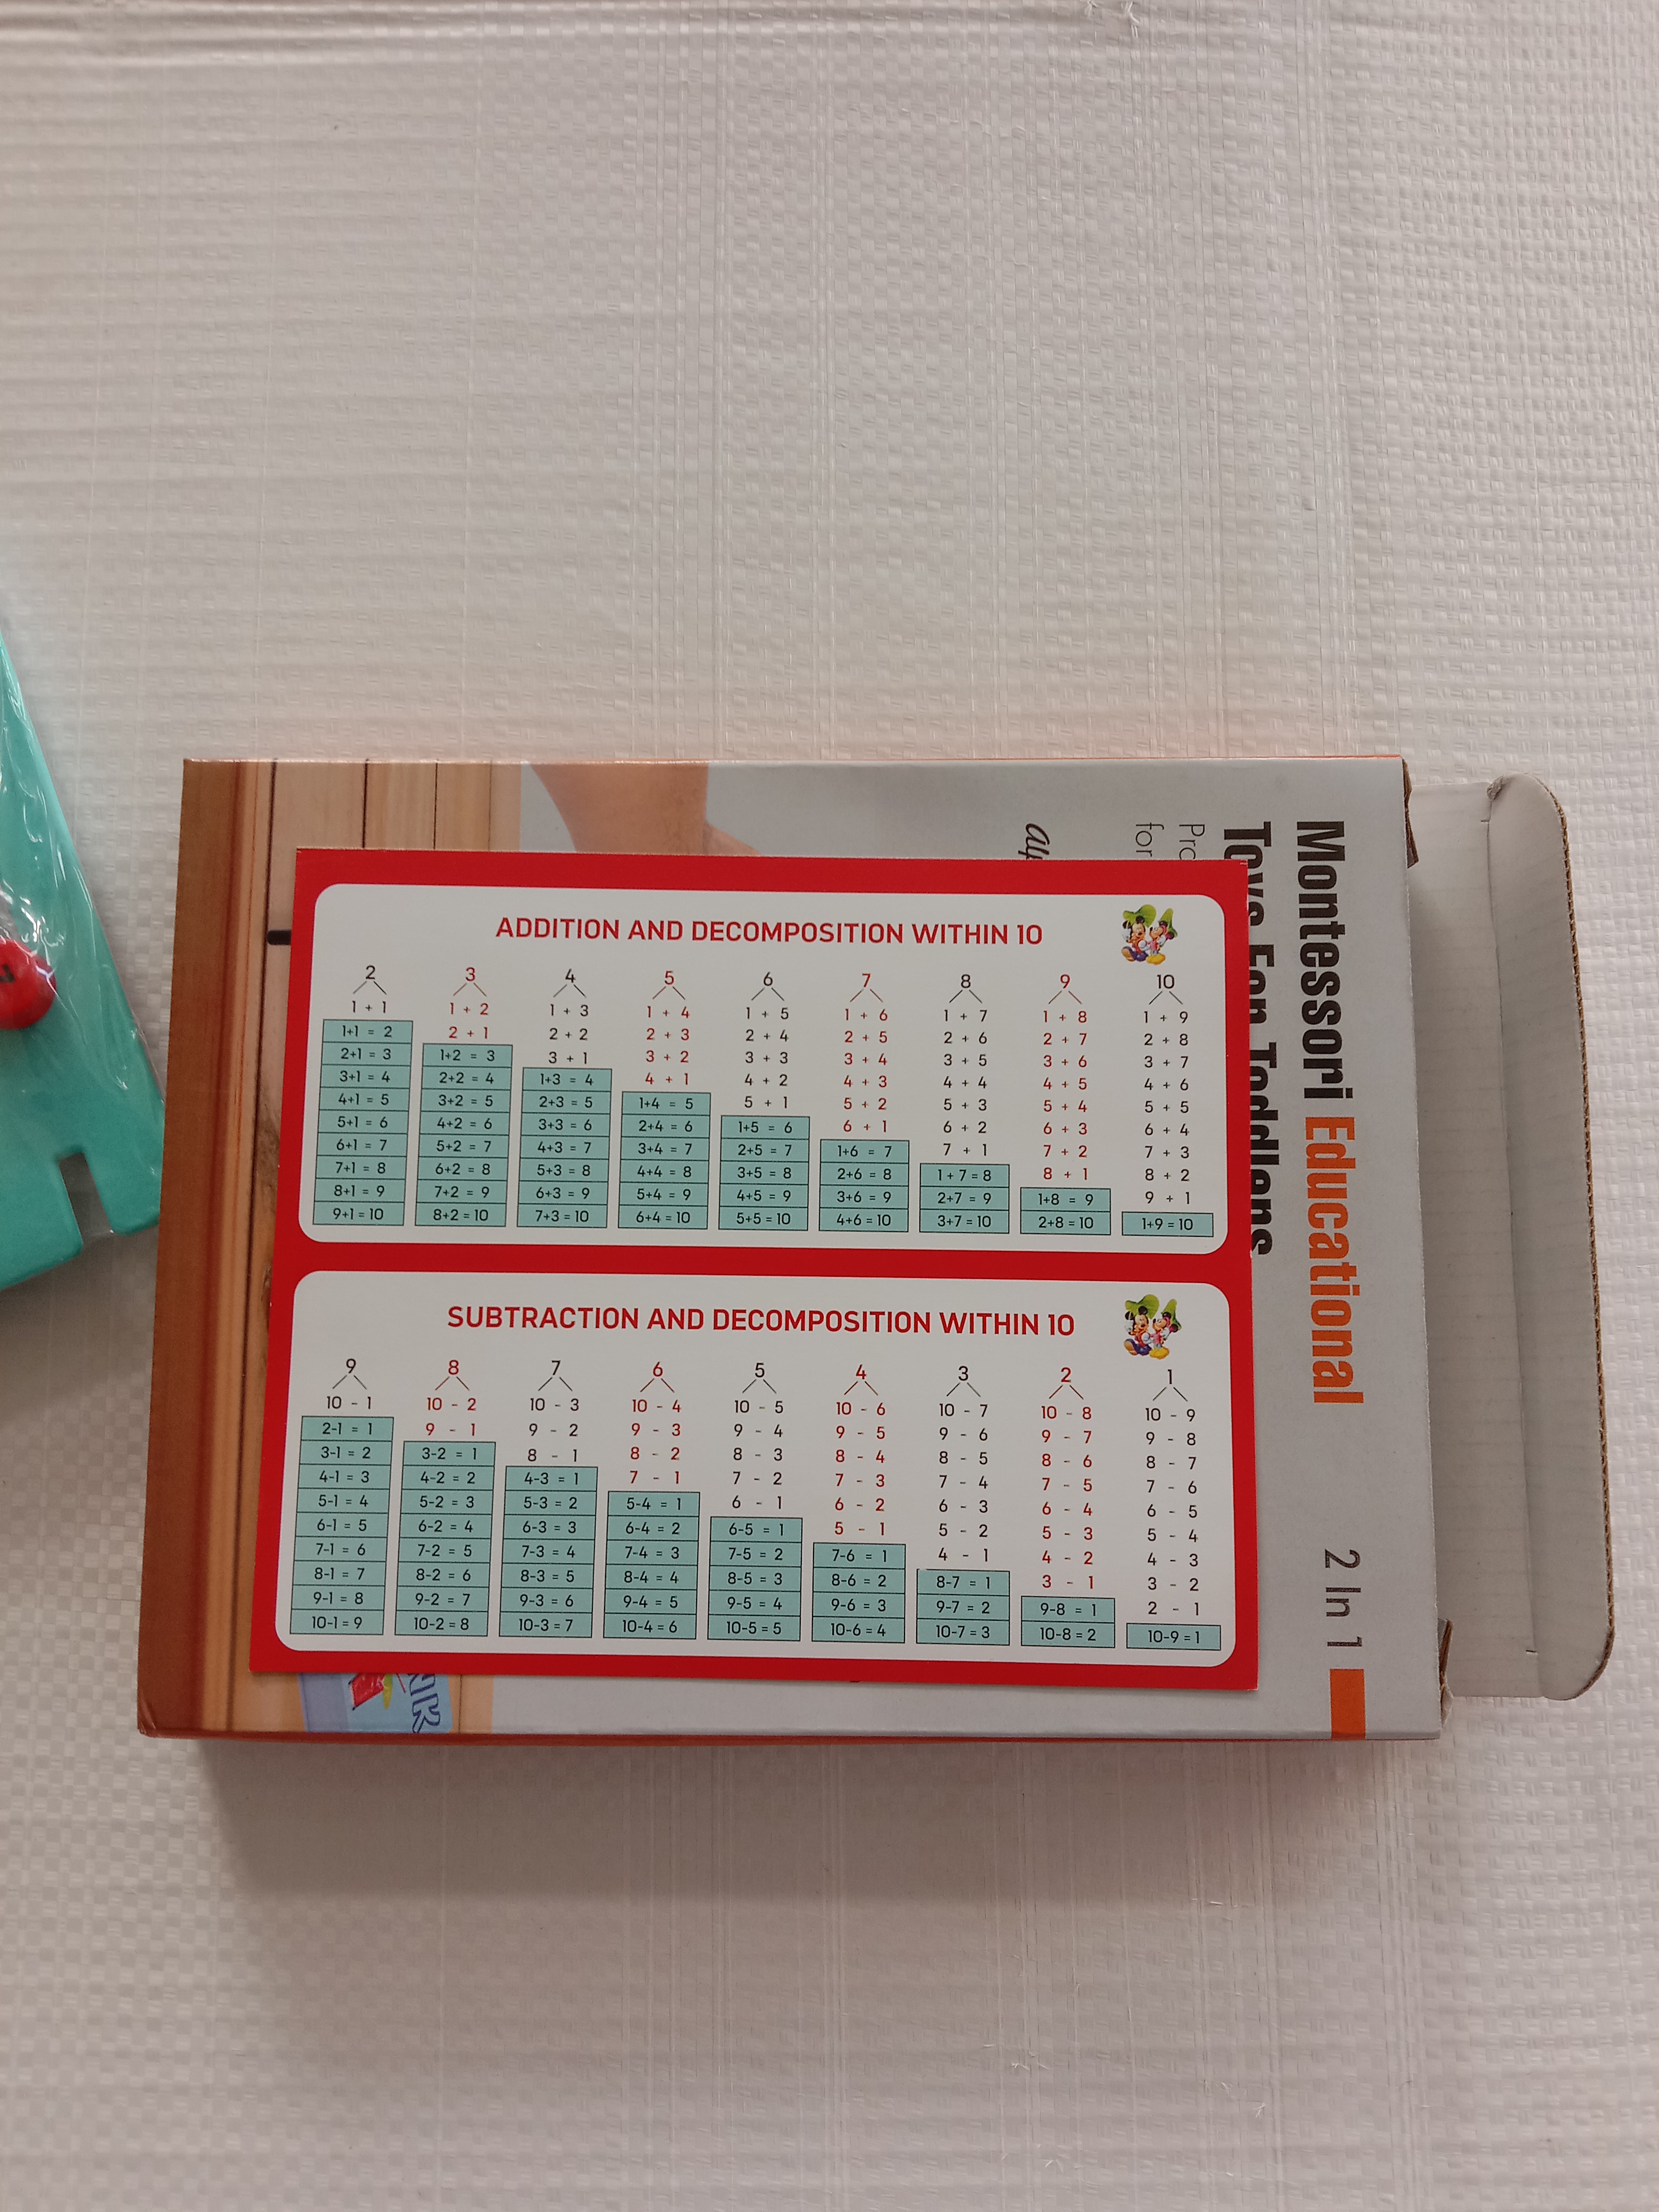 ADDITION AND DECOMPOSITION WITHIN 10
2 3 4 5 6 7 8 9 10
1 + 1 1 + 2 1 + 3 1 + 4 1 + 5 1 + 6 1 + 7 1 + 8 1 + 9
1+1 = 2 2 + 1 2 + 2 2 + 3 2 + 4 2 + 5 2 + 6 2 + 7 2 + 8
2+1 = 3 1+2 = 3 3 + 1 3 + 2 3 + 3 3 + 4 3 + 5 3 + 6 3 + 7
3+1 = 4 2+2 = 4 1+3 = 4 4 + 1 4 + 2 4 + 3 4 + 4 4 + 5 4 + 6
4+1 = 5 3+2 = 5 2+3 = 5 1+4 = 5 5 + 1 5 + 2 5 + 3 5 + 4 5 + 5
5+1 = 6 4+2 = 6 3+3 = 6 2+4 = 6 1+5 = 6 6 + 1 6 + 2 6 + 3 6 + 4
6+1 = 7 5+2 = 7 4+3 = 7 3+4 = 7 2+5 = 7 1+6 = 7 7 + 1 7 + 2 7 + 3
7+1 = 8 6+2 = 8 5+3 = 8 4+4 = 8 3+5 = 8 2+6 = 8 1+7=8 8 + 1 8 + 2
8+1 = 9 7+2 = 9 6+3 = 9 5+4 = 9 4+5 = 9 3+6 = 9 2+7 = 9 1+8 = 9 9 + 1
9+1=10 8+2=10 7+3=10 6+4=10 5+5=10 4+6=10 3+7=10 2+8=10 1+9=10
SUBTRACTION AND DECOMPOSITION WITHIN 10
9 8 7 6 5 4 3 2 1
10 - 1 10 - 2 10 - 3 10 - 4 10 - 5 10 - 6 10 - 7 10 - 8 10 - 9
2-1 = 1 9 - 1 9 - 2 9 - 3 9 - 4 9 - 5 9 - 6 9 - 7 9 - 8
3-1 = 2 3-2 = 1 8 - 1 8 - 2 8 - 3 8 - 4 8 - 5 8 - 6 8 - 7
4-1 = 3 4-2 = 2 4-3 = 1 7 - 1 7 - 2 7 - 3 7 - 4 7 - 5 7 - 6
5-1 = 4 5-2 = 3 5-3 = 2 5-4 = 1 6 - 1 6 - 2 6 - 3 6 - 4 6 - 5
6-1 = 5 6-2 = 4 6-3 = 3 6-4 = 2 6-5 = 1 5 - 1 5 - 2 5 - 3 5 - 4
7-1 = 6 7-2 = 5 7-3 = 4 7-4 = 3 7-5 = 2 7-6 = 1 4 - 1 4 - 2 4 - 3
8-1 = 7 8-2 = 6 8-3 = 5 8-4 = 4 8-5 = 3 8-6 = 2 8-7 = 1 3 - 1 3 - 2
9-1 = 8 9-2 = 7 9-3 = 6 9-4 = 5 9-5 = 4 9-6 = 3 9-7 = 2 9-8 = 1 2 - 1
10-1=9 10-2=8 10-3=7 10-4=6 10-5=5 10-6=4 10-7=3 10-8=2 10-9=1
Montessori Educational 2 In 1
Toys For Toddlers
for